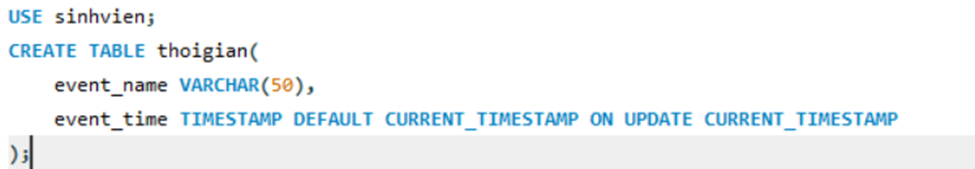 USE sinhvien;
CREATE TABLE thoigian(
    event_name VARCHAR(50),
    event_time TIMESTAMP DEFAULT CURRENT_TIMESTAMP ON UPDATE CURRENT_TIMESTAMP
);